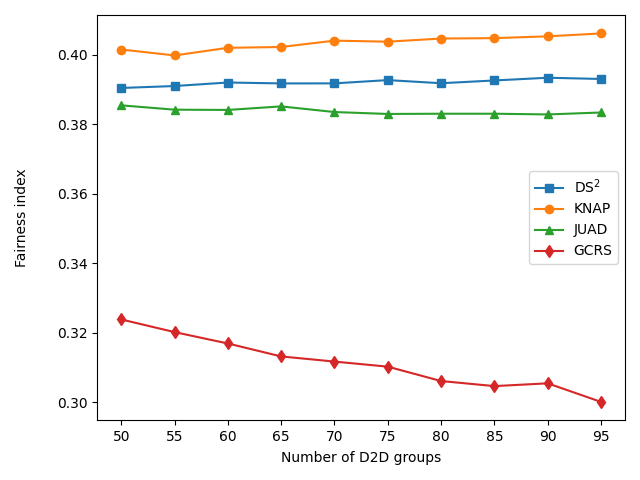 0.40
0.38
0.36
0.34
0.32
0.30
Fairness index
50 55 60 65 70 75 80 85 90 95
Number of D2D groups
DS²
KNAP
JUAD
GCRS